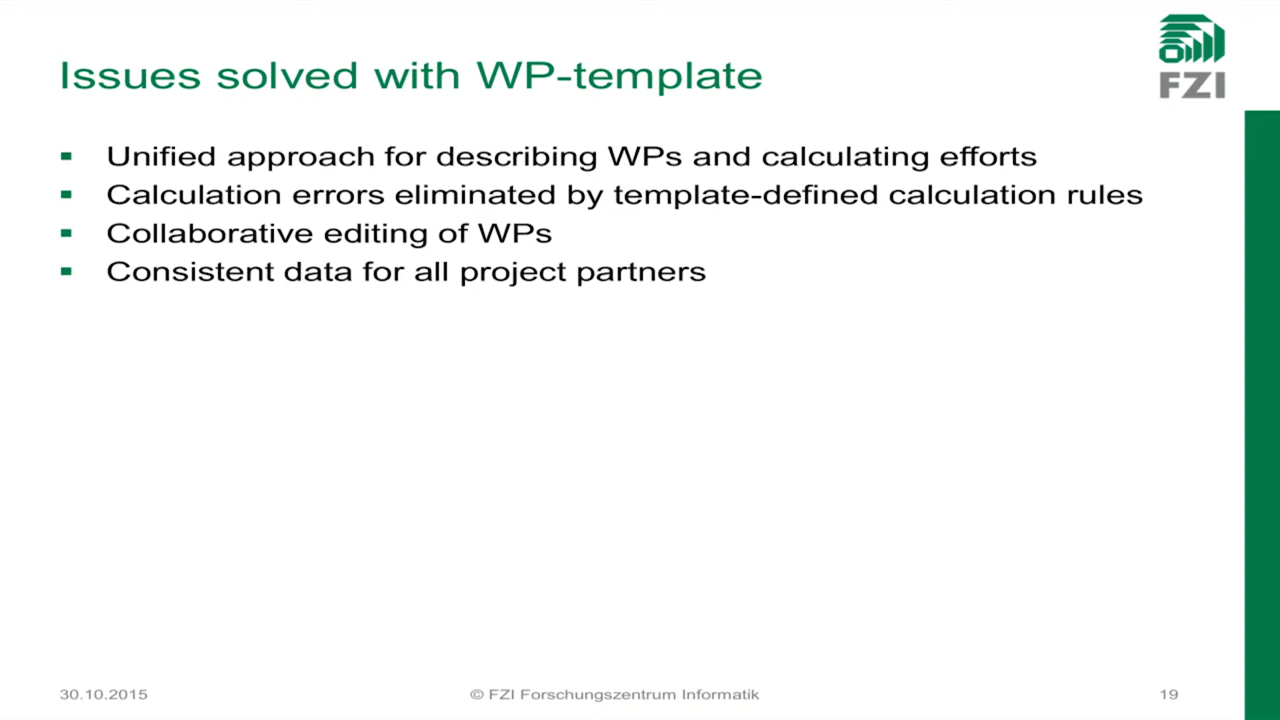 Issues solved with WP-template
FZI
▪ Unified approach for describing WPs and calculating efforts
▪ Calculation errors eliminated by template-defined calculation rules
▪ Collaborative editing of WPs
▪ Consistent data for all project partners
30.10.2015
© FZI Forschungszentrum Informatik
19